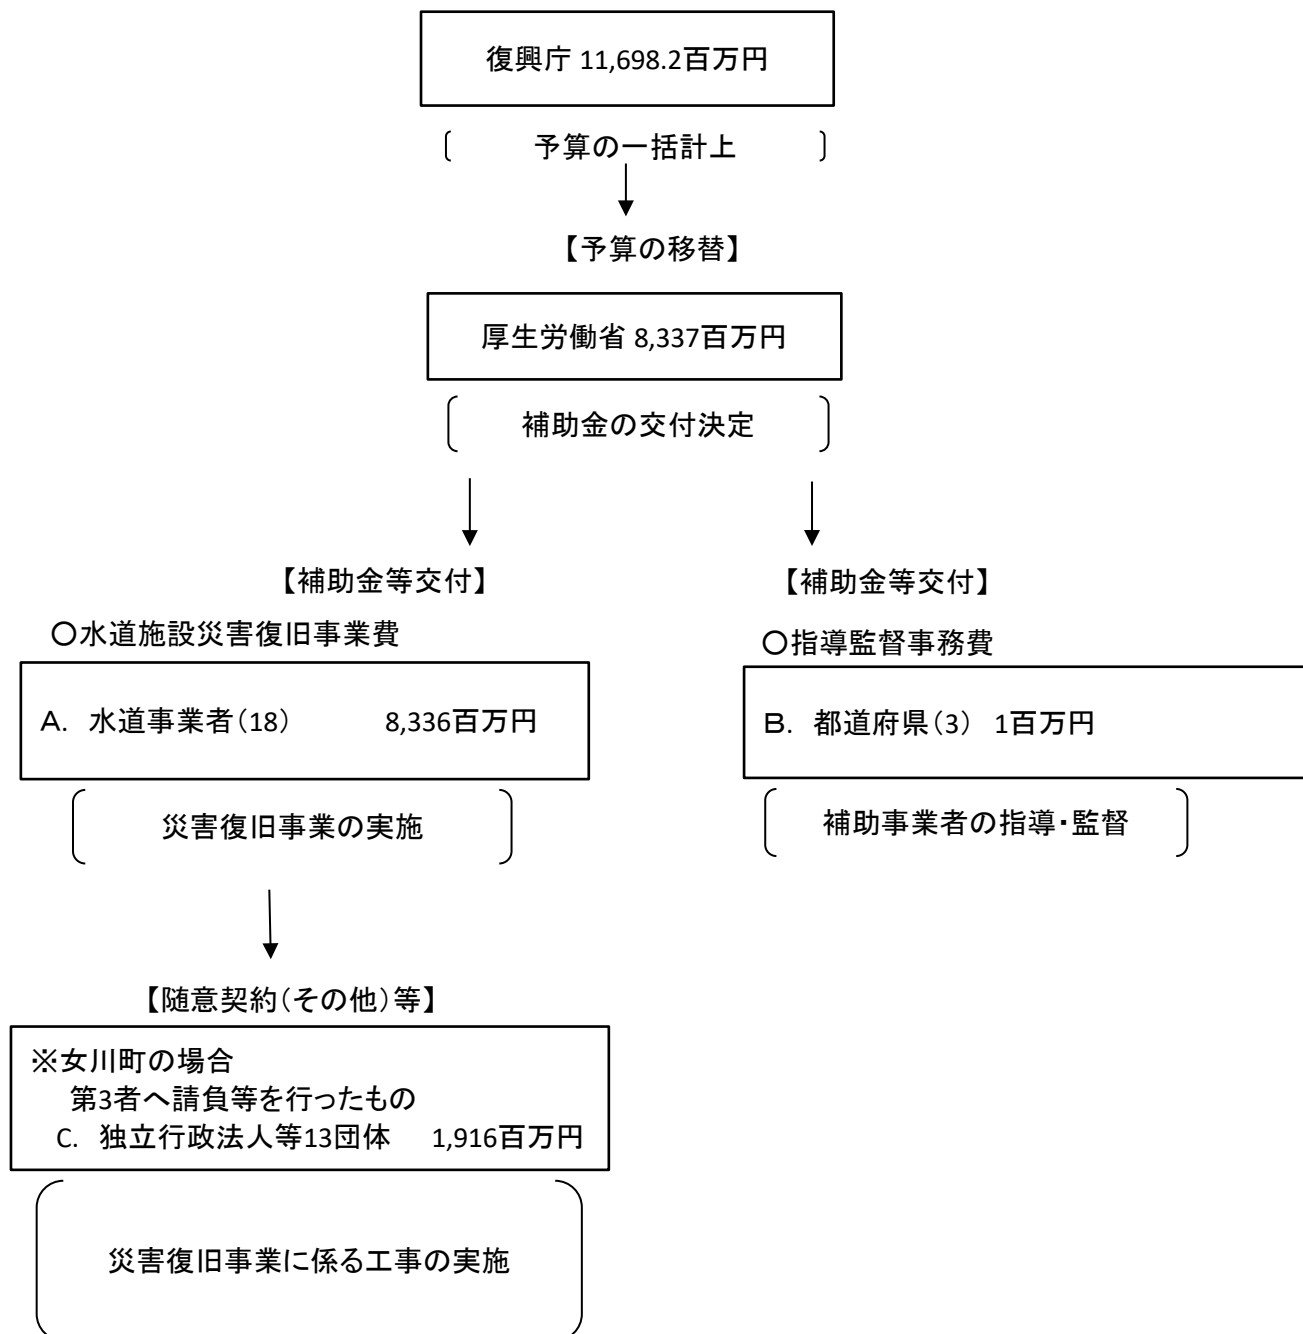 復興庁 11,698.2百万円
予算の一括計上
【予算の移替】
厚生労働省 8,337百万円
補助金の交付決定
【補助金等交付】
〇水道施設災害復旧事業費
A. 水道事業者(18) 8,336百万円
災害復旧事業の実施
【補助金等交付】
〇指導監督事務費
B. 都道府県(3) 1百万円
補助事業者の指導・監督
【随意契約(その他)等】
※女川町の場合
第3者へ請負等を行ったもの
C. 独立行政法人等13団体 1,916百万円
災害復旧事業に係る工事の実施